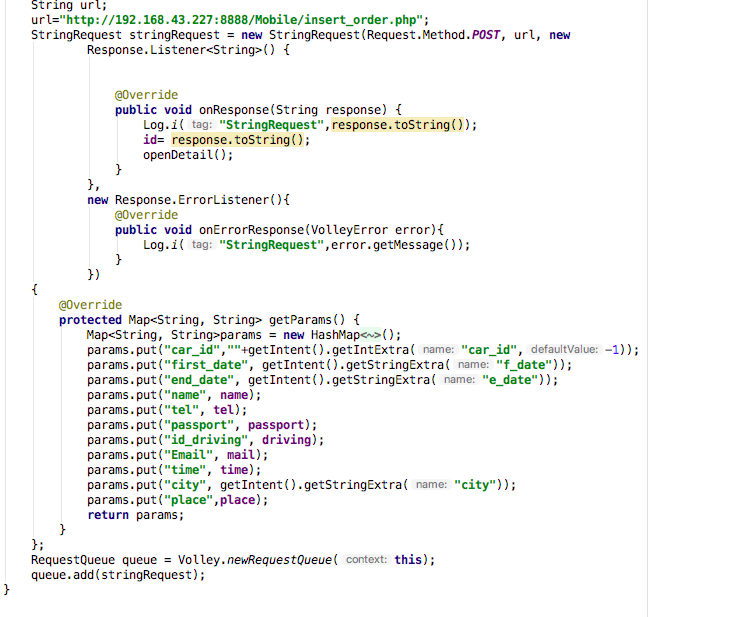 String url;
url="http://192.168.43.227:8888/Mobile/insert_order.php";
StringRequest stringRequest = new StringRequest(Request.Method.POST, url, new
Response.Listener<String>() {
@Override
public void onResponse(String response) {
Log.i( tag: "StringRequest",response.toString());
id= response.toString();
openDetail();
}
},
new Response.ErrorListener(){
@Override
public void onErrorResponse(VolleyError error){
Log.i( tag: "StringRequest",error.getMessage());
}
})
{
@Override
protected Map<String, String> getParams() {
Map<String, String>params = new HashMap<~>();
params.put("car_id",""+getIntent().getIntExtra( name: "car_id", defaultValue: -1));
params.put("first_date", getIntent().getStringExtra( name: "f_date"));
params.put("end_date", getIntent().getStringExtra( name: "e_date"));
params.put("name", name);
params.put("tel", tel);
params.put("passport", passport);
params.put("id_driving", driving);
params.put("Email", mail);
params.put("time", time);
params.put("city", getIntent().getStringExtra( name: "city"));
params.put("place",place);
return params;
}
};
RequestQueue queue = Volley.newRequestQueue( context: this);
queue.add(stringRequest);
}